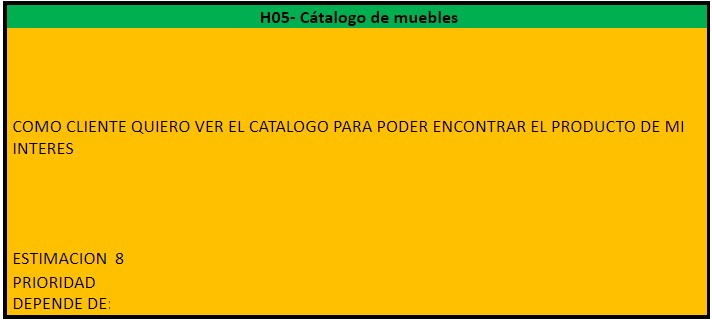 H05- Cátalogo de muebles
COMO CLIENTE QUIERO VER EL CATALOGO PARA PODER ENCONTRAR EL PRODUCTO DE MI
INTERES
ESTIMACION  8
PRIORIDAD
DEPENDE DE: